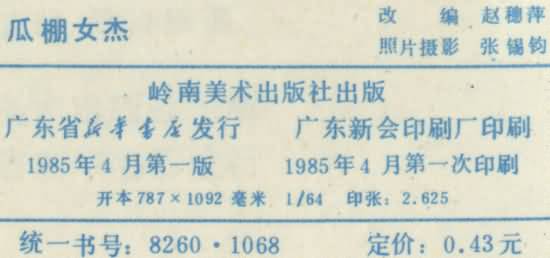 瓜棚女杰
改 编 赵穗萍
照片摄影 张锡钧
岭南美术出版社出版
广东省新华书店发行 广东新会印刷厂印刷
1985年4月第一版 1985年4月第一次印刷
开本787×1092毫米 1/64 印张：2.625
统一书号：8260·1068 定价：0.43元